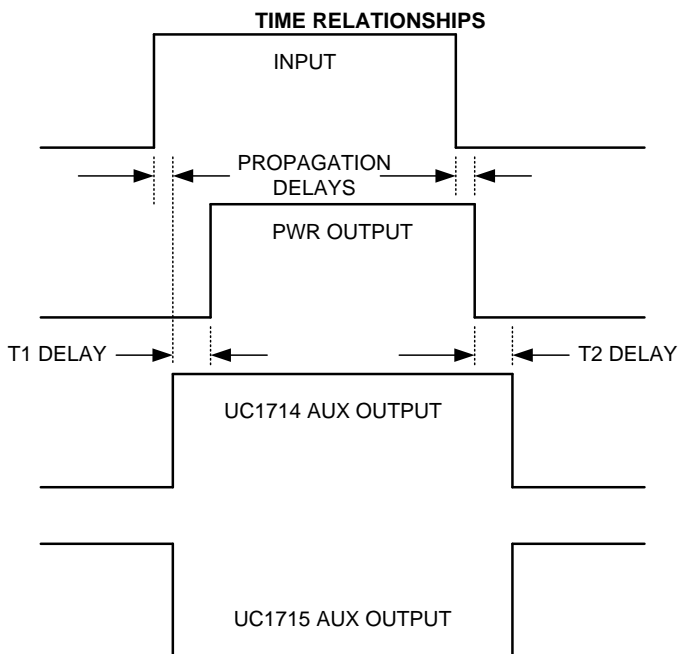 TIME RELATIONSHIPS
INPUT
PROPAGATION
DELAYS
PWR OUTPUT
T1 DELAY
T2 DELAY
UC1714 AUX OUTPUT
UC1715 AUX OUTPUT